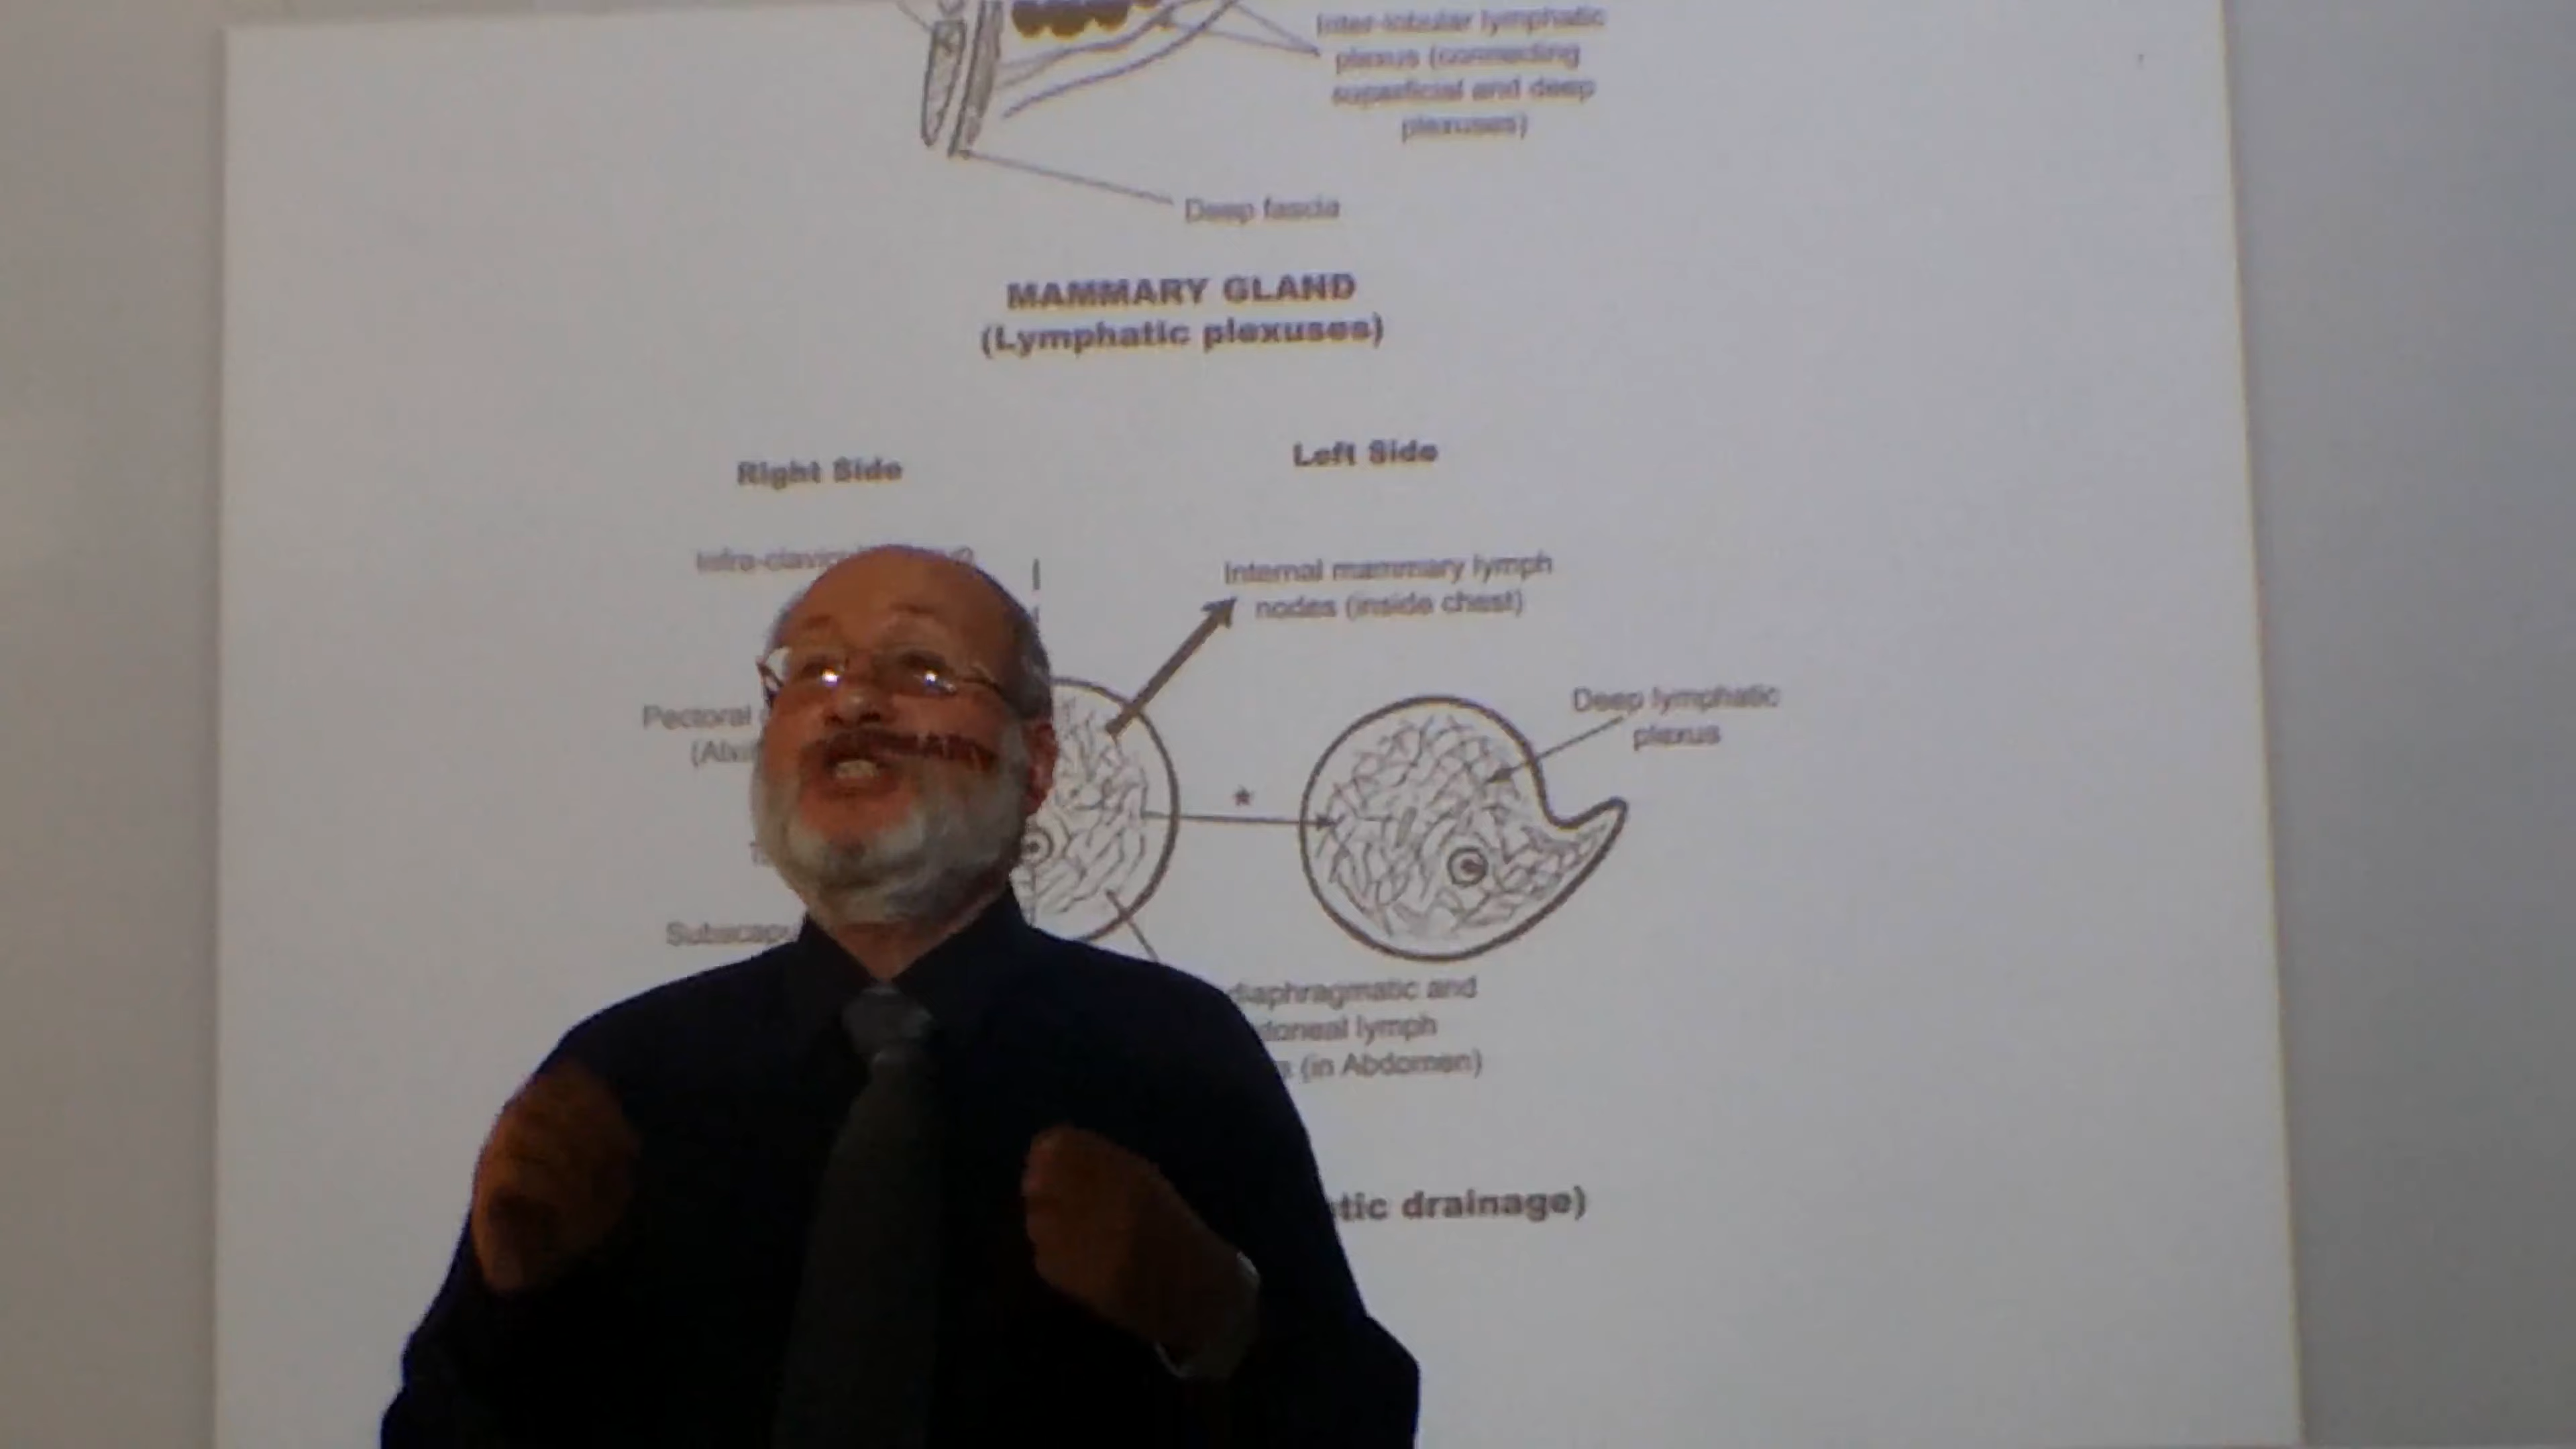 Inter-lobular lymphatic
plexus (connecting
superficial and deep
plexuses)
Deep fascia
MAMMARY GLAND
(Lymphatic plexuses)
Right Side
Left Side
Internal mammary lymph
nodes (inside chest)
Pectoral
Deep lymphatic
plexus
*
diaphragmatic and
lymph
(in Abdomen)
drainage)